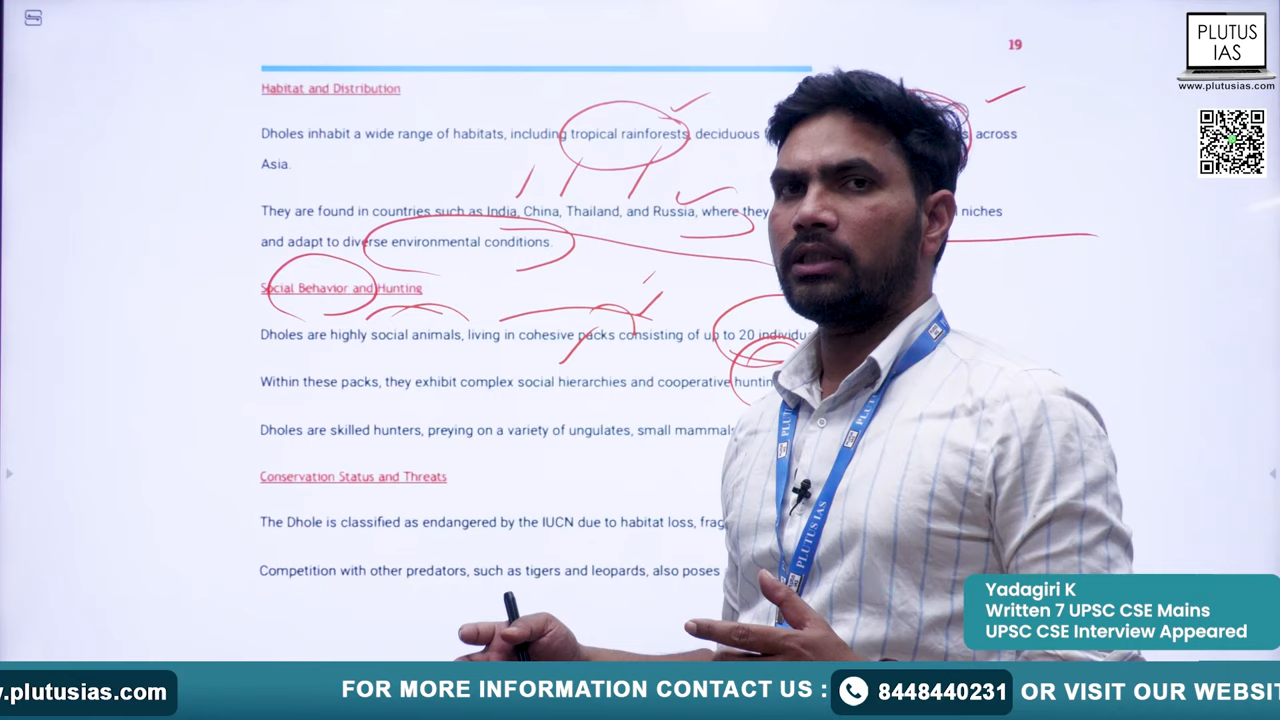 19
PLUTUS
IAS
www.plutusias.com
Habitat and Distribution
Dholes inhabit a wide range of habitats, including tropical rainforests, deciduous across
Asia.
They are found in countries such as India, China, Thailand, and Russia, where they niches
and adapt to diverse environmental conditions.
Social Behavior and Hunting
Dholes are highly social animals, living in cohesive packs consisting of up to 20
Within these packs, they exhibit complex social hierarchies and cooperative
Dholes are skilled hunters, preying on a variety of ungulates, small
Conservation Status and Threats
The Dhole is classified as endangered by the IUCN due to habitat loss,
Competition with other predators, such as tigers and leopards, also poses
PLUTUS IAS
Yadagiri K
Written 7 UPSC CSE Mains
UPSC CSE Interview Appeared
.plutusias.com
FOR MORE INFORMATION CONTACT US : 8448440231 OR VISIT OUR